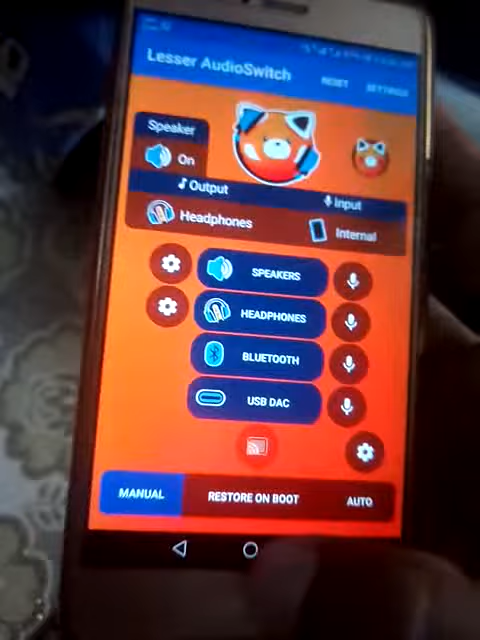 Lesser AudioSwitch
RESET
SETTINGS
Speaker
On
Output
Input
Headphones
Internal
SPEAKERS
HEADPHONES
BLUETOOTH
USB DAC
MANUAL
RESTORE ON BOOT
AUTO